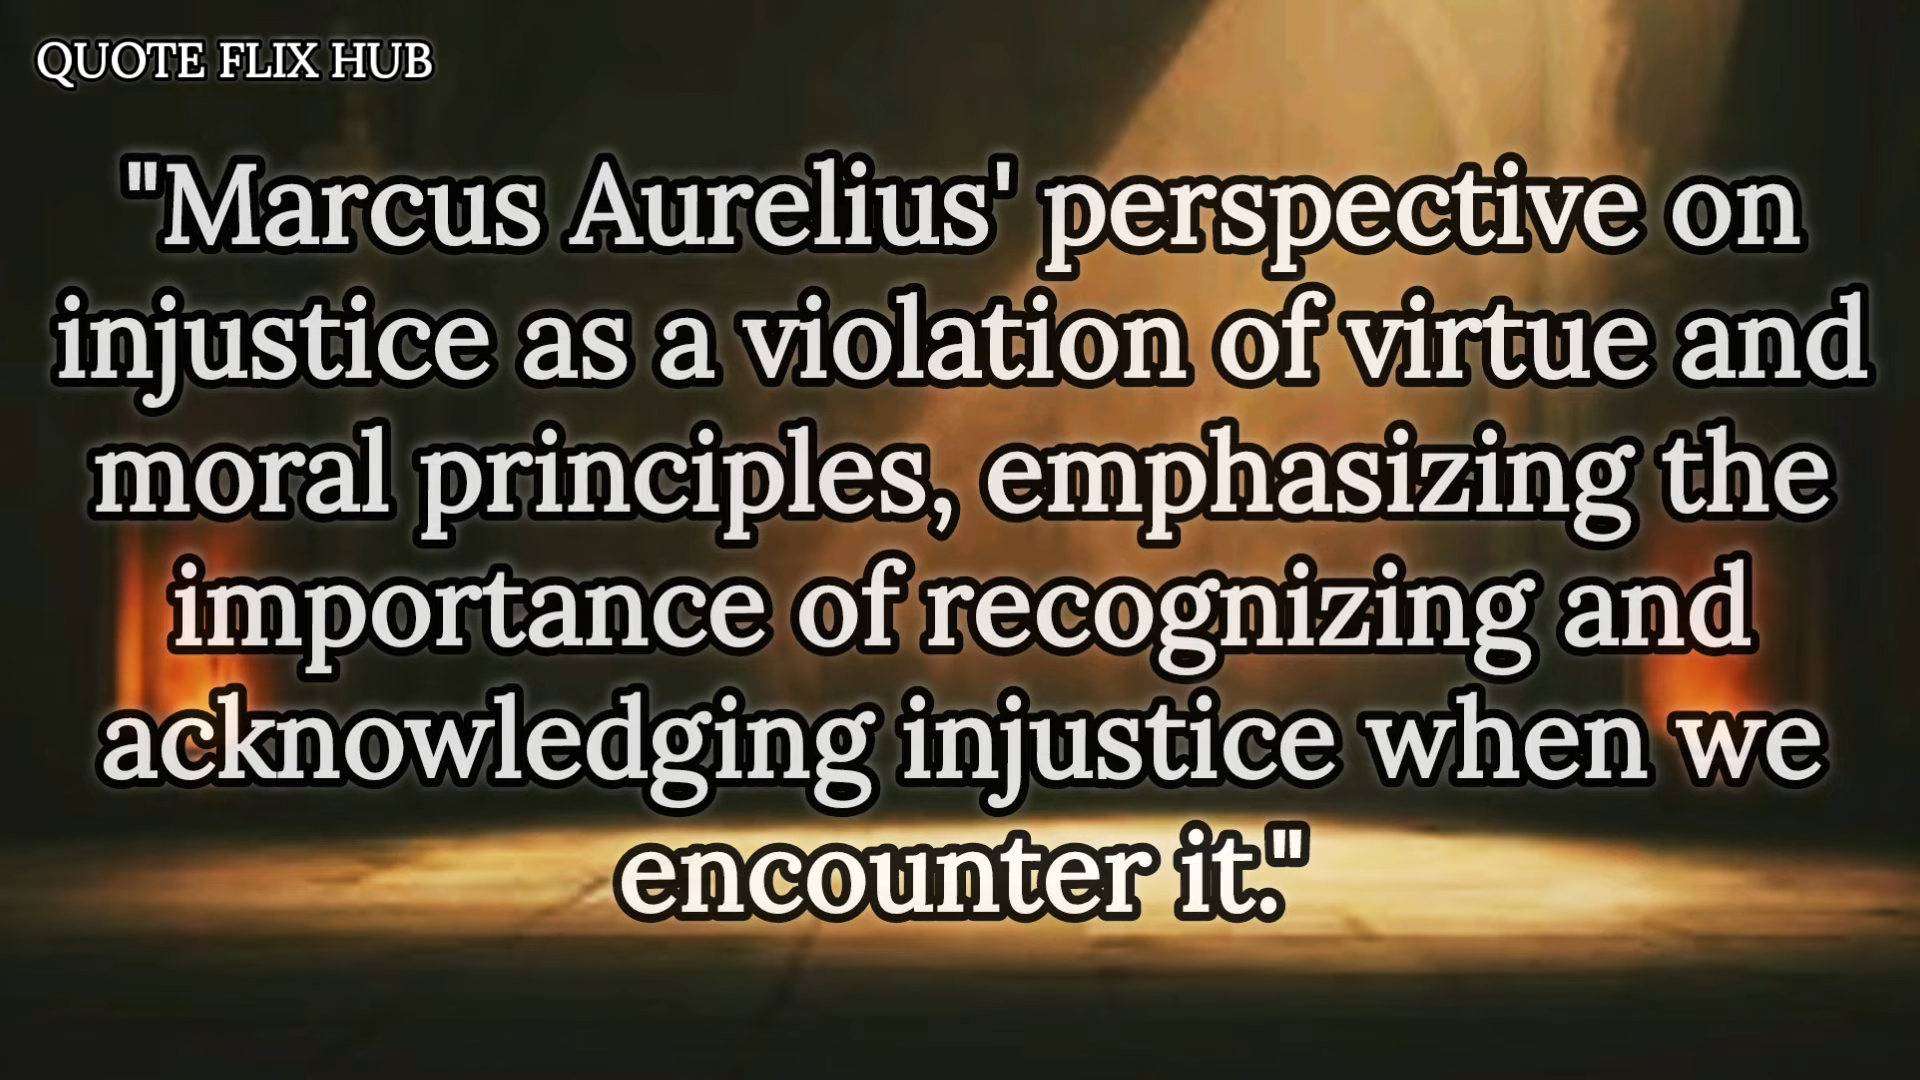 QUOTE FLIX HUB
"Marcus Aurelius' perspective on
injustice as a violation of virtue and
moral principles, emphasizing the
importance of recognizing and
acknowledging injustice when we
encounter it."